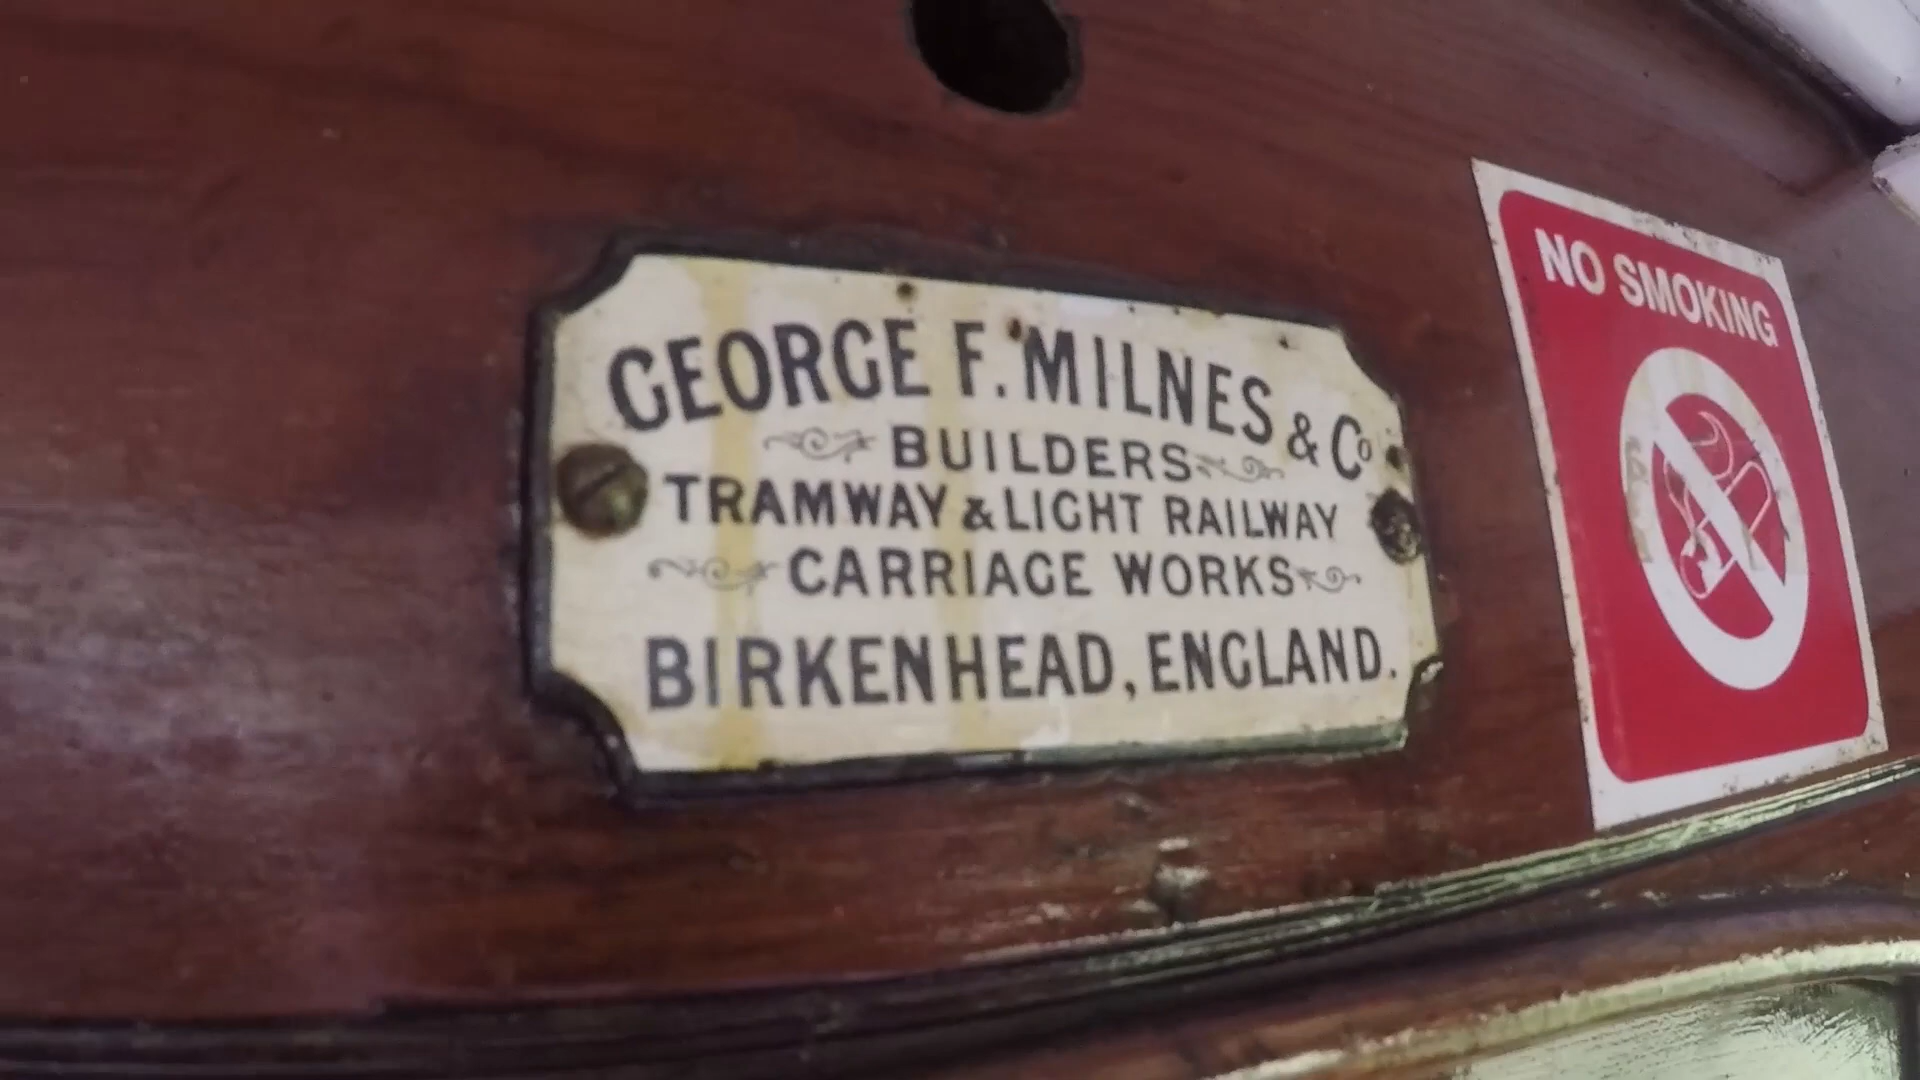 GEORGE F. MILNES & Co
BUILDERS
TRAMWAY & LIGHT RAILWAY
CARRIAGE WORKS
BIRKENHEAD, ENGLAND.
NO SMOKING